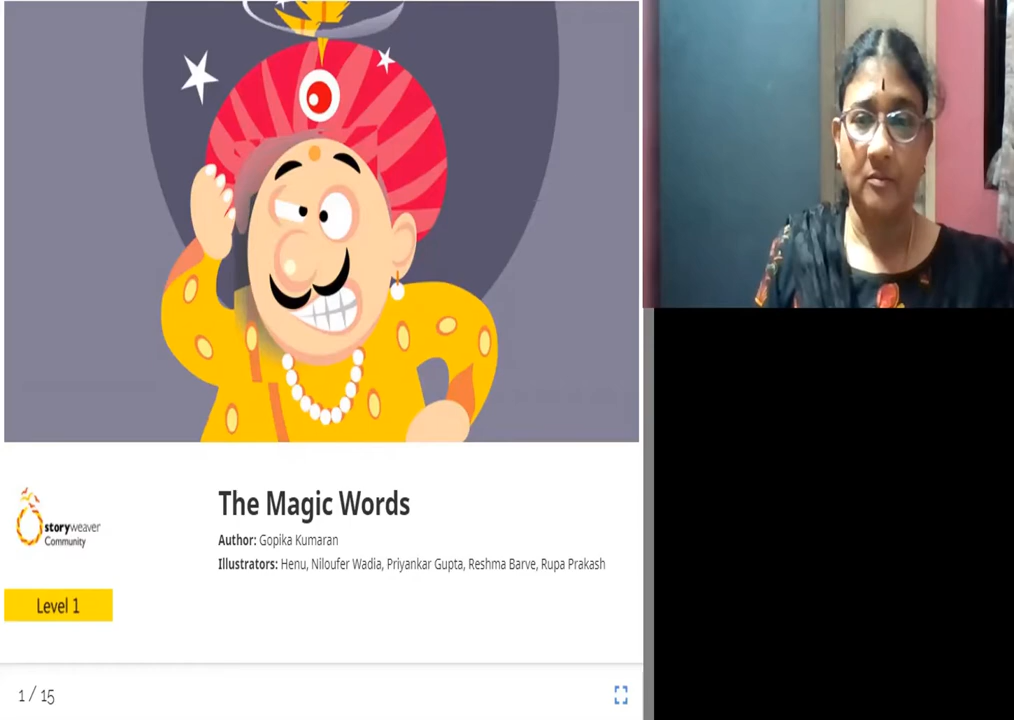 The Magic Words
Author: Gopika Kumaran
Illustrators: Henu, Niloufer Wadia, Priyankar Gupta, Reshma Barve, Rupa Prakash
storyweaver
Community
Level 1
1 / 15